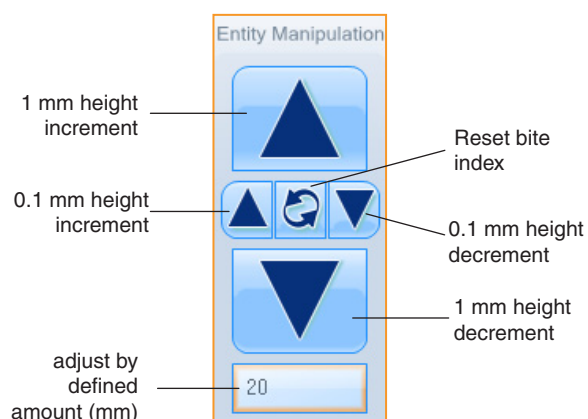 Entity Manipulation
1 mm height
increment
Reset bite
index
0.1 mm height
increment
0.1 mm height
decrement
1 mm height
decrement
adjust by
defined
amount (mm)
20